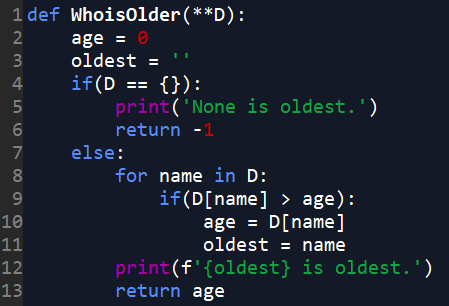 1 def WhoisOlder(**D):
2     age = 0
3     oldest = ''
4     if(D == {}):
5         print('None is oldest.')
6         return -1
7     else:
8         for name in D:
9             if(D[name] > age):
10                 age = D[name]
11                 oldest = name
12         print(f'{oldest} is oldest.')
13         return age